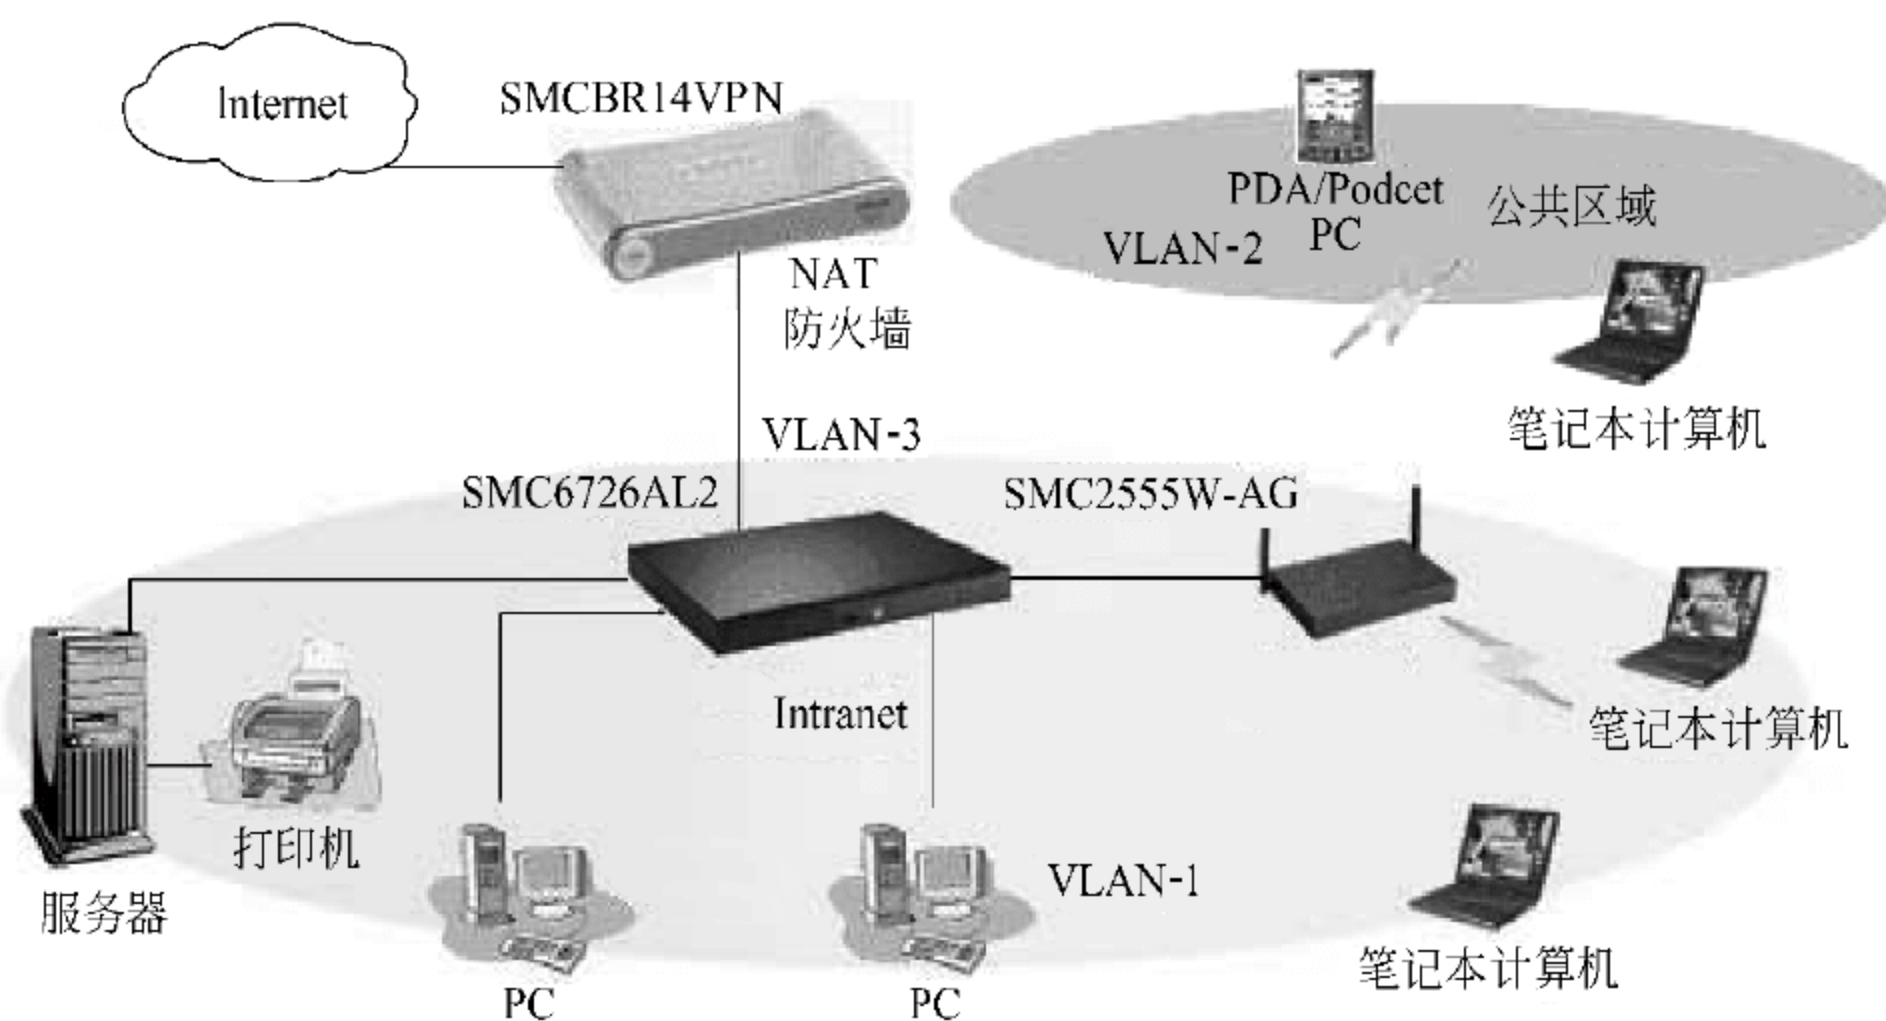 Internet
SMCBR14VPN
PDA/Podcet
PC
公共区域
VLAN-2
NAT
防火墙
笔记本计算机
VLAN-3
SMC6726AL2
SMC2555W-AG
Intranet
笔记本计算机
打印机
服务器
VLAN-1
PC
PC
笔记本计算机